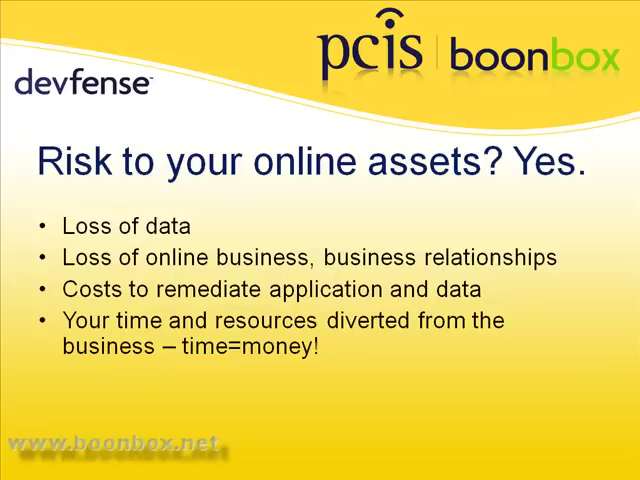 pcis | boonbox
devfense™
Risk to your online assets? Yes.
• Loss of data
• Loss of online business, business relationships
• Costs to remediate application and data
• Your time and resources diverted from the
business – time=money!
www.boonbox.net